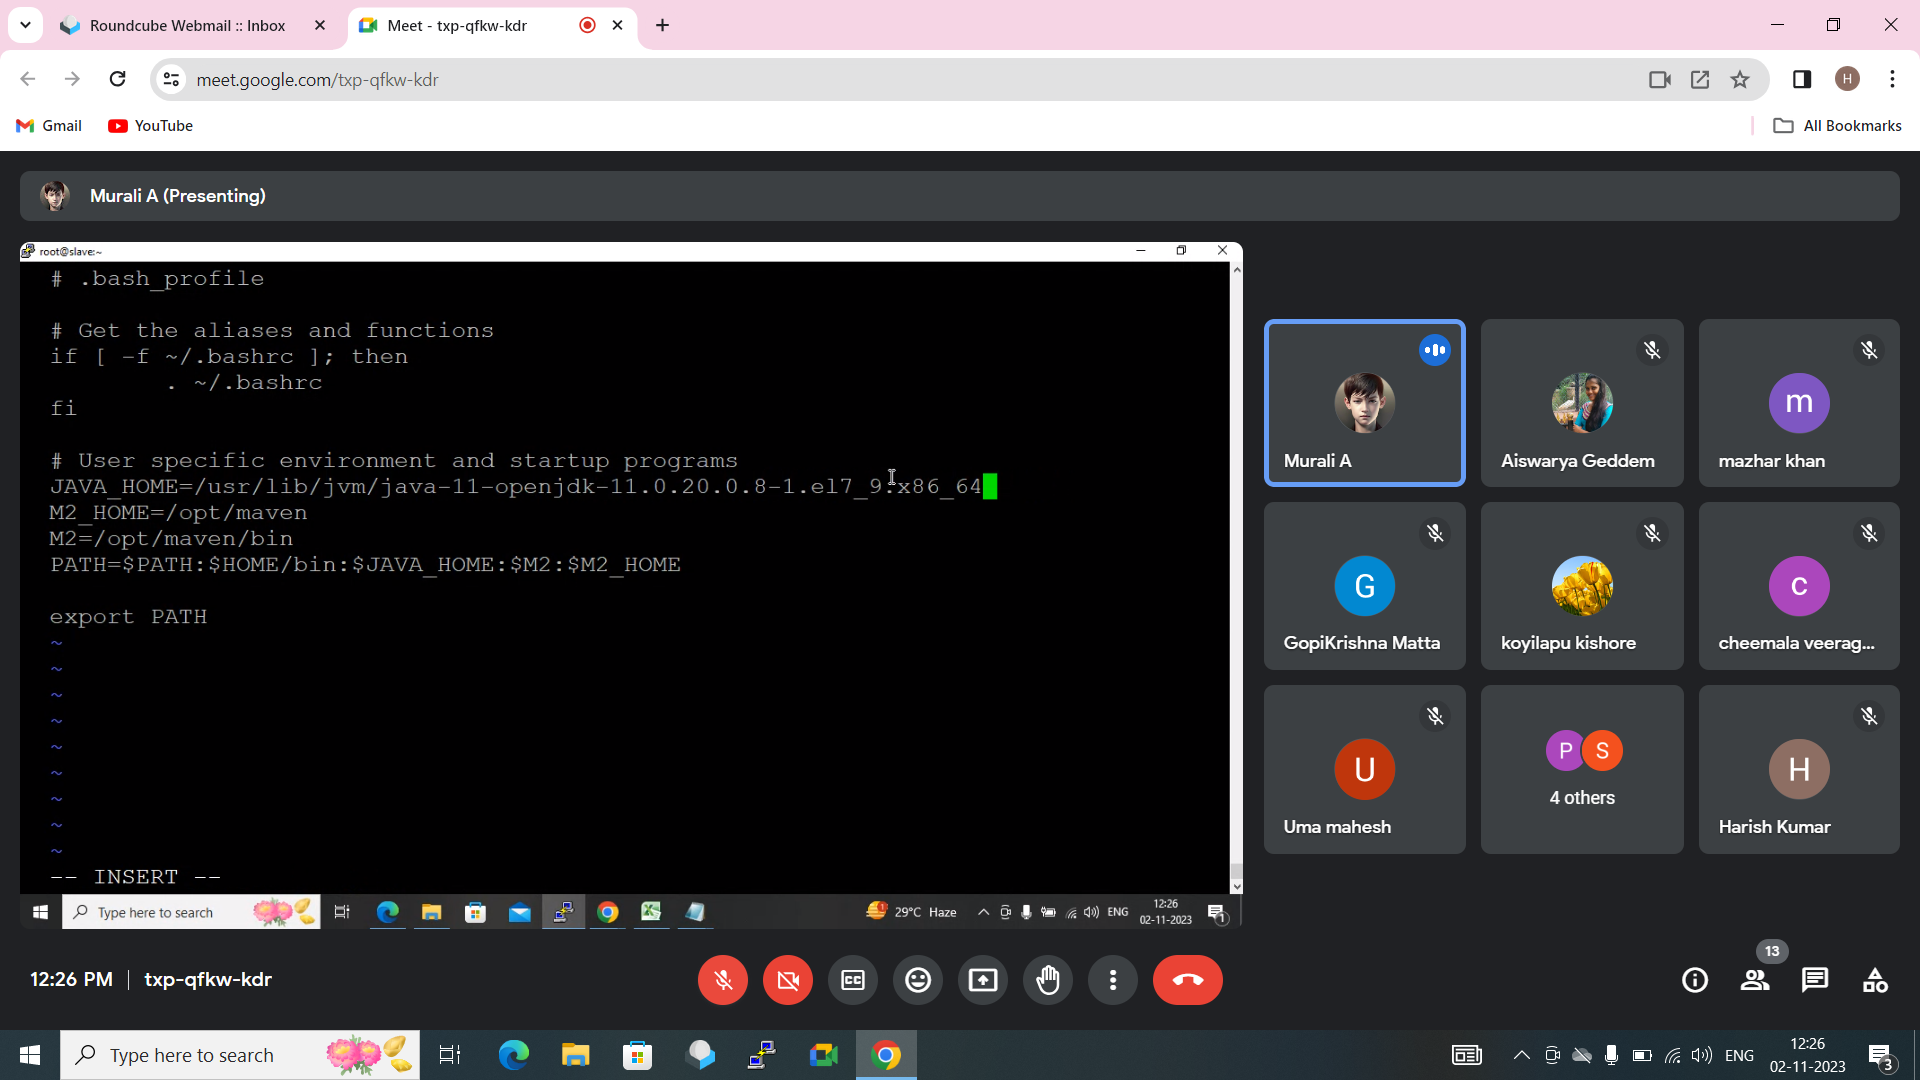 Roundcube Webmail :: Inbox
Meet - txp-qfkw-kdr
meet.google.com/txp-qfkw-kdr
H
Gmail
YouTube
All Bookmarks
Murali A (Presenting)
root@slave:~
# .bash_profile
# Get the aliases and functions
if [ -f ~/.bashrc ]; then
. ~/.bashrc
fi
# User specific environment and startup programs
JAVA_HOME=/usr/lib/jvm/java-11-openjdk-11.0.20.0.8-1.el7_9.x86_64
M2_HOME=/opt/maven
M2=/opt/maven/bin
PATH=$PATH:$HOME/bin:$JAVA_HOME:$M2:$M2_HOME
export PATH
~
~
~
~
~
~
~
~
~
-- INSERT --
Type here to search
29°C Haze
ENG
12:26
02-11-2023
1
Murali A
Aiswarya Geddem
m
mazhar khan
G
GopiKrishna Matta
koyilapu kishore
c
cheemala veerag...
U
Uma mahesh
P S
4 others
H
Harish Kumar
12:26 PM | txp-qfkw-kdr
13
Type here to search
ENG
12:26
02-11-2023
3